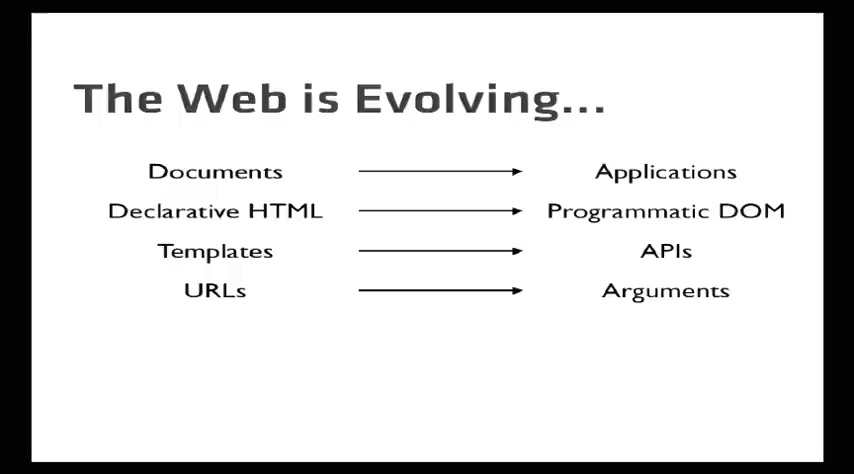 The Web is Evolving...
Documents Applications
Declarative HTML Programmatic DOM
Templates APIs
URLs Arguments